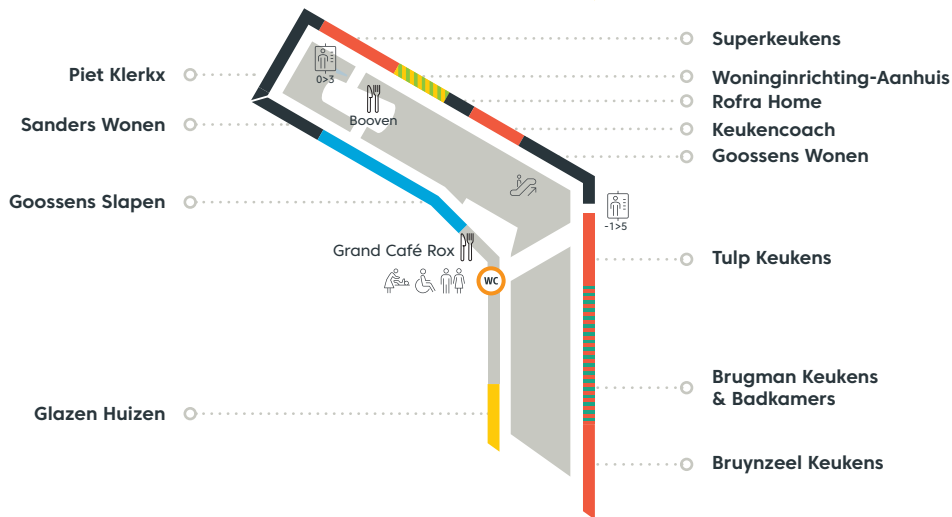 Superkeukens
Piet Klerkx
Woninginrichting-Aanhuis
0>3
Rofra Home
Booven
Sanders Wonen
Keukencoach
Goossens Wonen
Goossens Slapen
-1>5
Grand Café Rox
Tulp Keukens
WC
Brugman Keukens
& Badkamers
Glazen Huizen
Bruynzeel Keukens